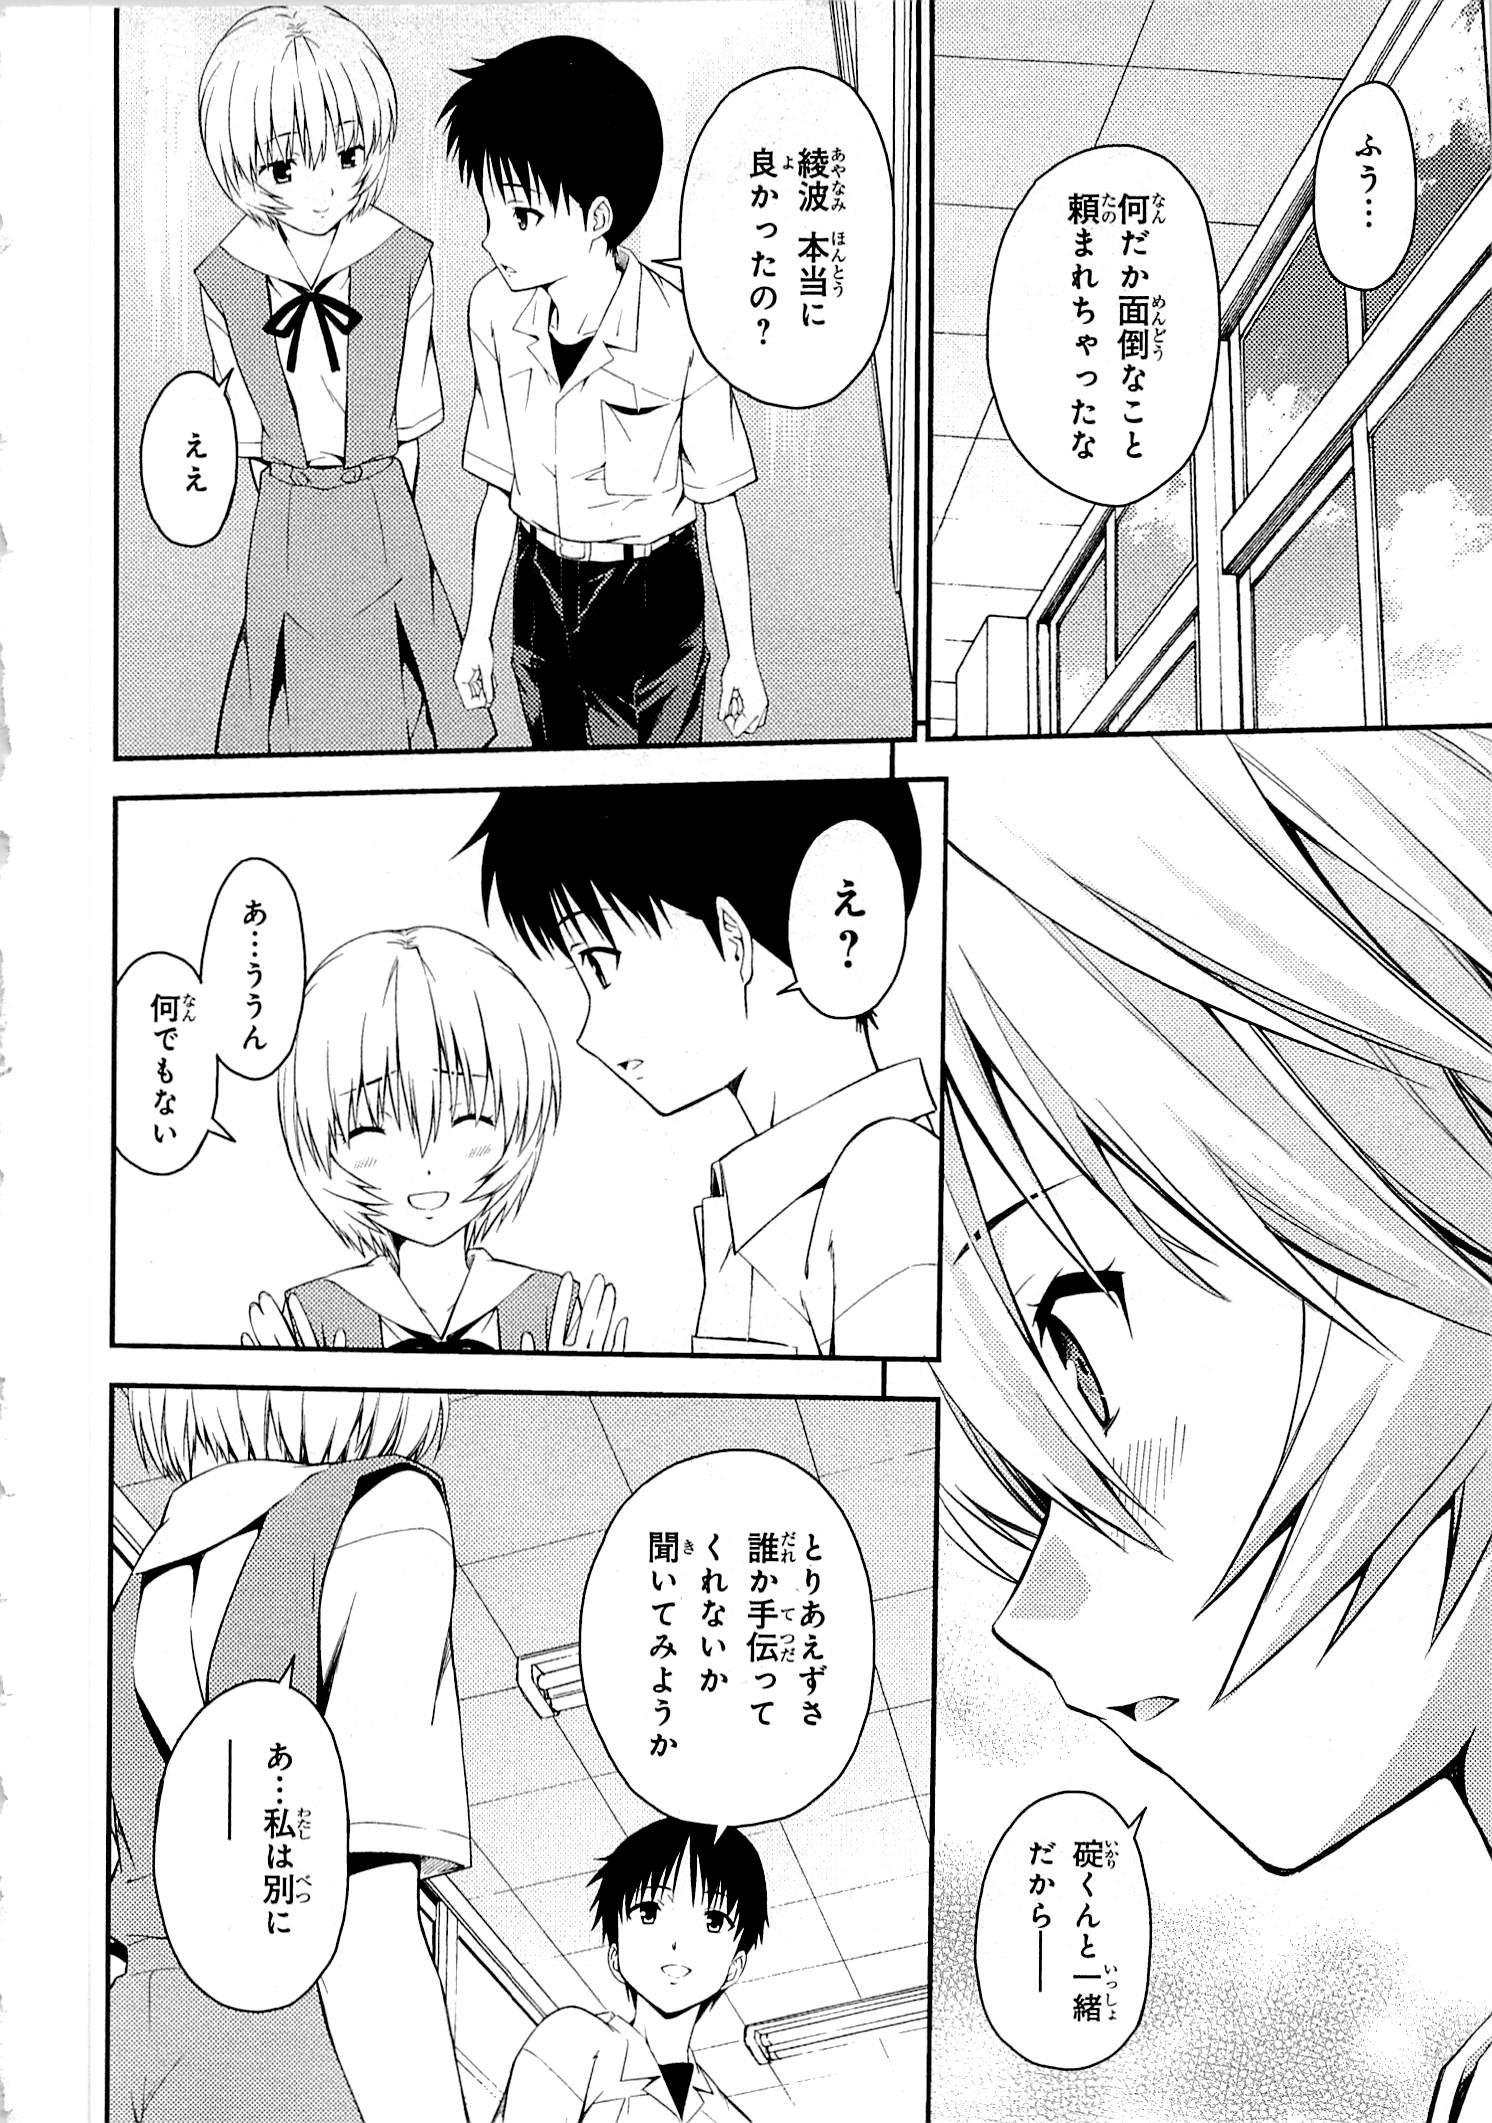 ふう…
何だか面倒なこと
頼まれちゃったな
綾波 本当に
良かったの?
ええ
碇くんと一緒
だから──
え?
あ…ううん
何でもない
とりあえずさ
誰か手伝って
くれないか
聞いてみようか
あ…私は別に
──